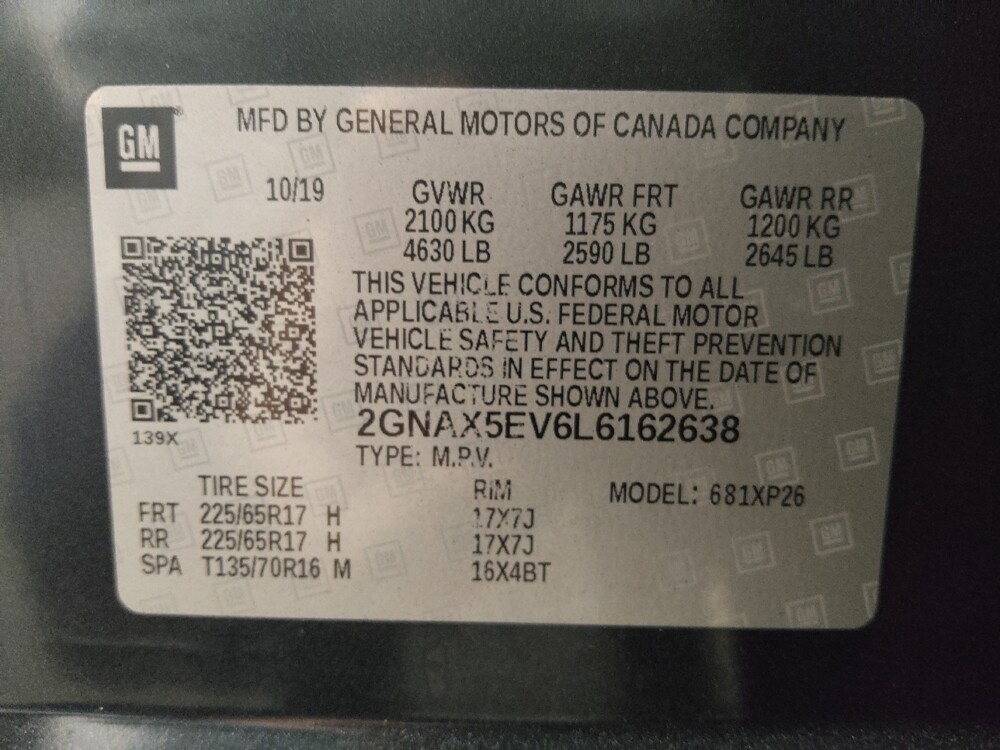 GM
MFD BY GENERAL MOTORS OF CANADA COMPANY
10/19 GVWR GAWR FRT GAWR RR
2100 KG 1175 KG 1200 KG
4630 LB 2590 LB 2645 LB
THIS VEHICLE CONFORMS TO ALL
APPLICABLE U.S. FEDERAL MOTOR
VEHICLE SAFETY AND THEFT PREVENTION
STANDARDS IN EFFECT ON THE DATE OF
MANUFACTURE SHOWN ABOVE.
139X
2GNAX5EV6L6162638
TYPE: M.P.V.
TIRE SIZE RIM MODEL: 681XP26
FRT 225/65R17 H 17X7J
RR 225/65R17 H 17X7J
SPA T135/70R16 M 16X4BT